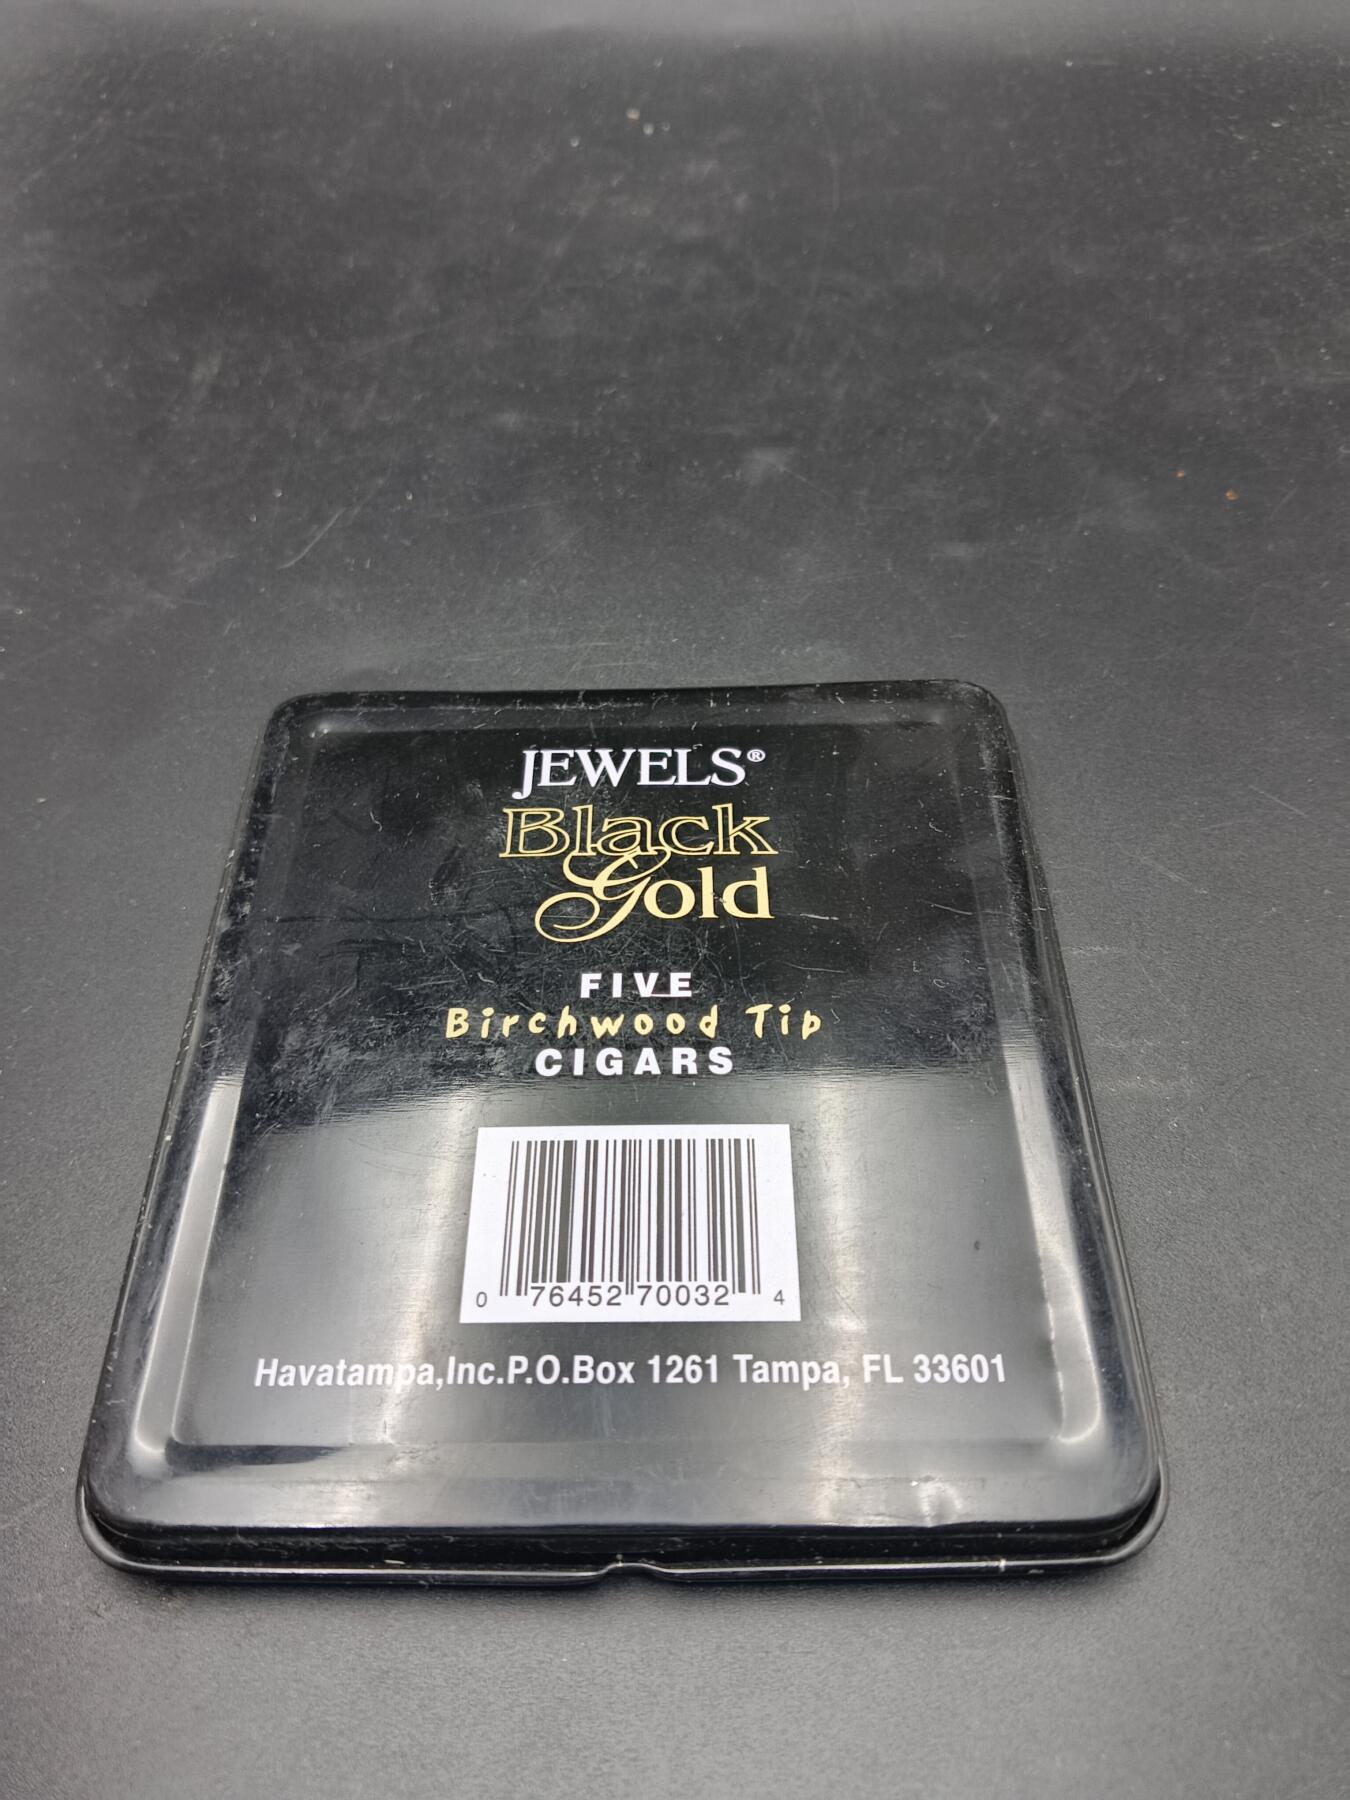 JEWELS®
Black
Gold
FIVE
Birchwood Tip
CIGARS
0 76452 70032 4
Havatampa,Inc.P.O.Box 1261 Tampa, FL 33601